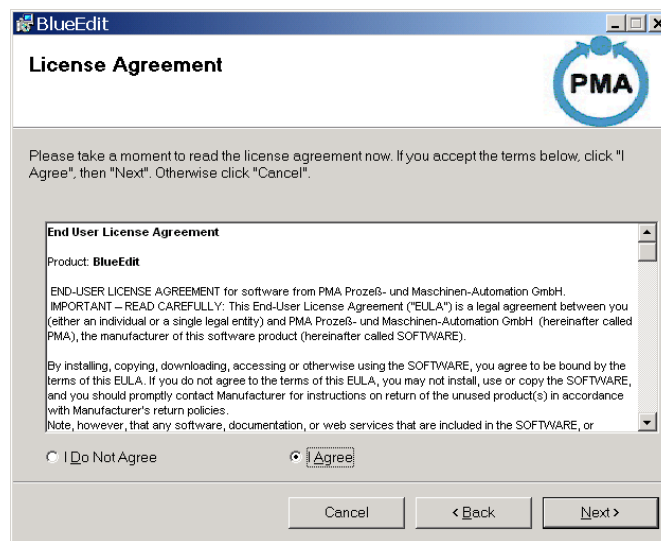 BlueEdit
License Agreement
PMA
Please take a moment to read the license agreement now. If you accept the terms below, click "I
Agree", then "Next". Otherwise click "Cancel".
End User License Agreement
Product: BlueEdit
END-USER LICENSE AGREEMENT for software from PMA Prozeß- und Maschinen-Automation GmbH.
IMPORTANT – READ CAREFULLY: This End-User License Agreement ("EULA") is a legal agreement between you
(either an individual or a single legal entity) and PMA Prozeß- und Maschinen-Automation GmbH (hereinafter called
PMA), the manufacturer of this software product (hereinafter called SOFTWARE).
By installing, copying, downloading, accessing or otherwise using the SOFTWARE, you agree to be bound by the
terms of this EULA. If you do not agree to the terms of this EULA, you may not install, use or copy the SOFTWARE,
and you should promptly contact Manufacturer for instructions on return of the unused product(s) in accordance
with Manufacturer's return policies.
Note, however, that any software, documentation, or web services that are included in the SOFTWARE, or
I Do Not Agree
I Agree
Cancel
< Back
Next >